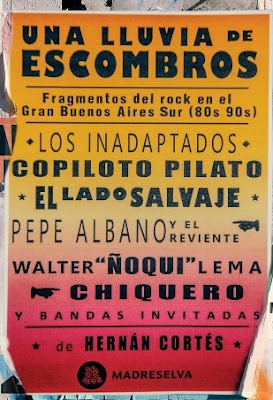 UNA LLUVIA DE
ESCOMBROS
Fragmentos del rock en el
Gran Buenos Aires Sur (80s 90s)
LOS INADAPTADOS
COPILOTO PILATO
EL LADO SALVAJE
PEPE ALBANO Y EL REVIENTE
WALTER "ÑOQUI" LEMA
CHIQUERO
Y BANDAS INVITADAS
de HERNÁN CORTÉS
MADRESELVA